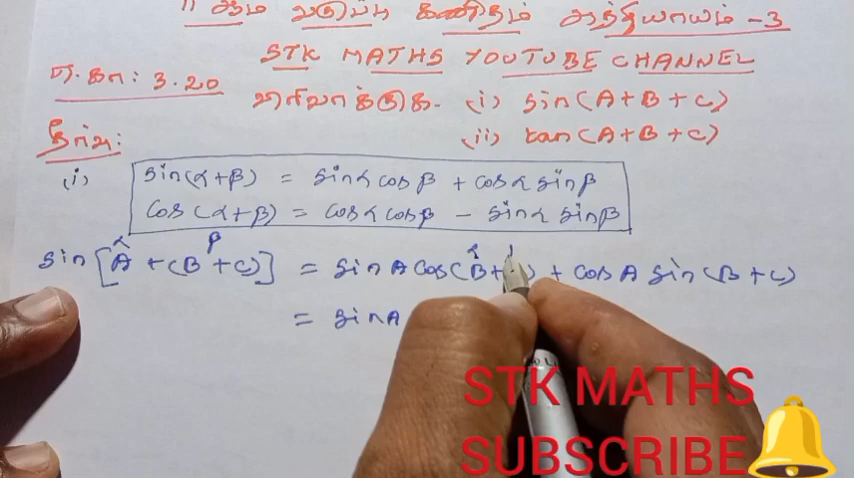 11 ஆம் வகுப்பு கணிதம் அத்தியாயம் -3
STK MATHS YOUTUBE CHANNEL
எ.கா : 3.20
விரிவாக்குக. (i) sin(A+B+C)
தீர்வு: (ii) tan(A+B+C)
(i) sin(α+β) = sinα cosβ + cosα sinβ
cos(α+β) = cosα cosβ - sinα sinβ
α β α
sin[A+(B+C)] = sinA cos(B+ ) + cosA sin(B+C)
= sinA
STK MATHS
SUBSCRIBE